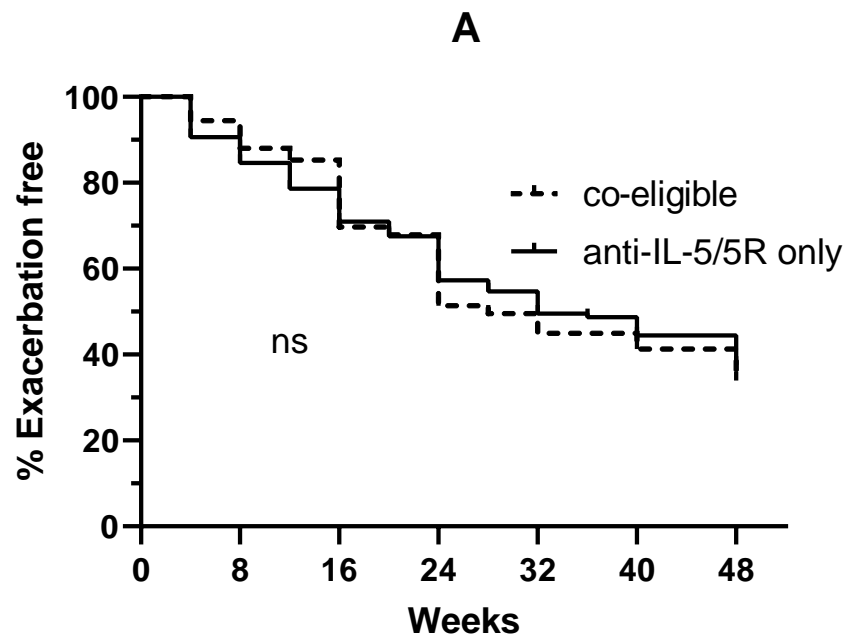 A
% Exacerbation free
100
80
60
40
20
0
co-eligible
anti-IL-5/5R only
ns
0 8 16 24 32 40 48
Weeks